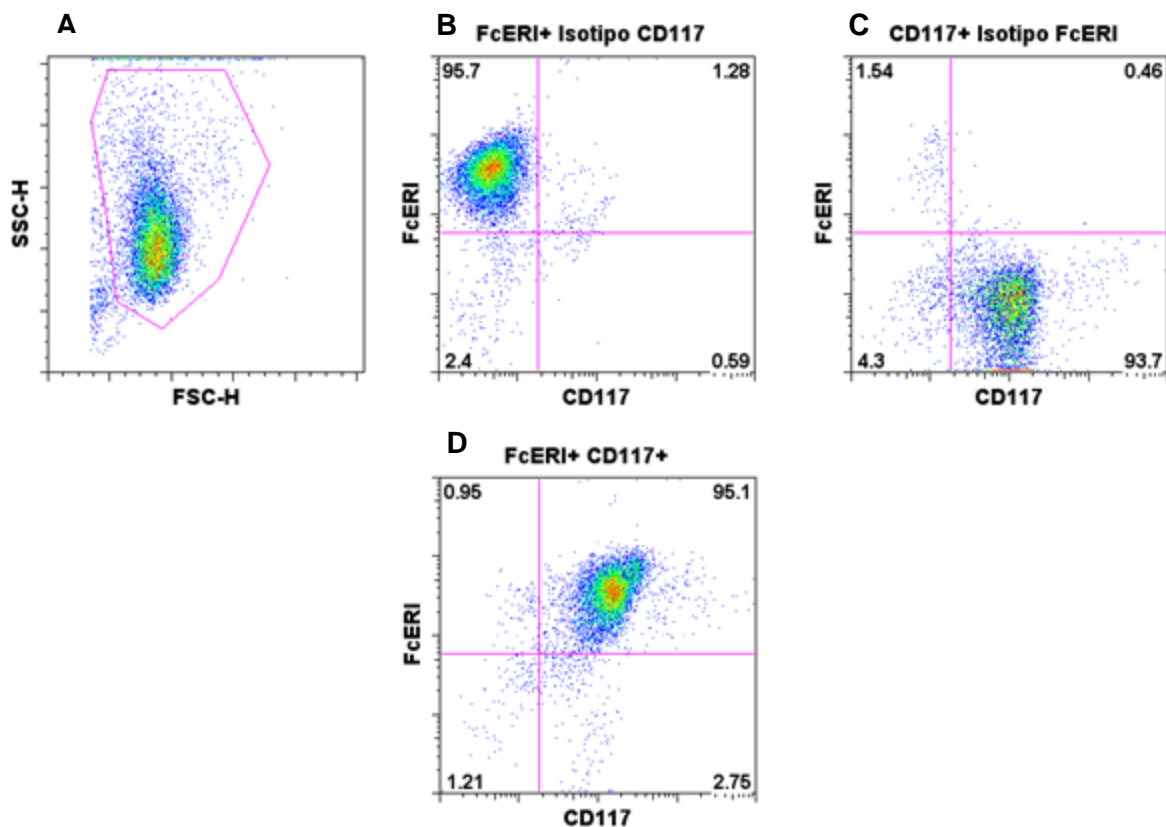 A
SSC-H
FSC-H
B
FcERI+ Isotipo CD117
95.7
1.28
FcERI
2.4
0.59
CD117
C
CD117+ Isotipo FcERI
1.54
0.46
FcERI
4.3
93.7
CD117
D
FcERI+ CD117+
0.95
95.1
FcERI
1.21
2.75
CD117